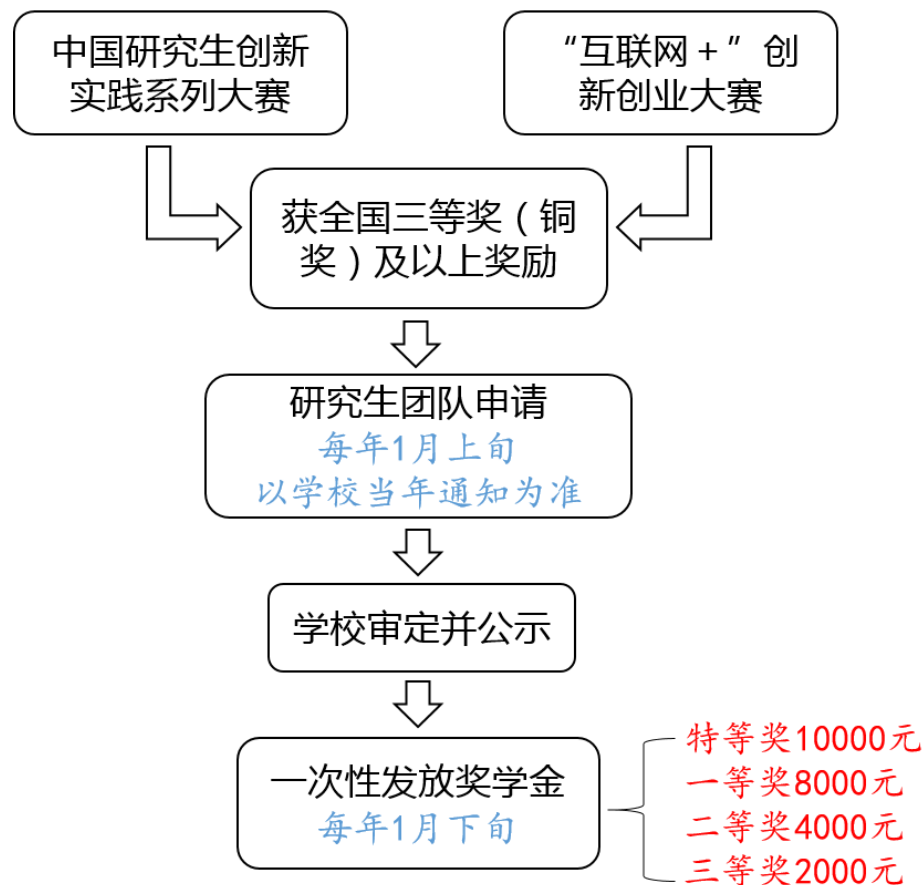 中国研究生创新
实践系列大赛
“互联网＋”创
新创业大赛
获全国三等奖（铜
奖）及以上奖励
研究生团队申请
每年1月上旬
以学校当年通知为准
学校审定并公示
一次性发放奖学金
每年1月下旬
特等奖10000元
一等奖8000元
二等奖4000元
三等奖2000元